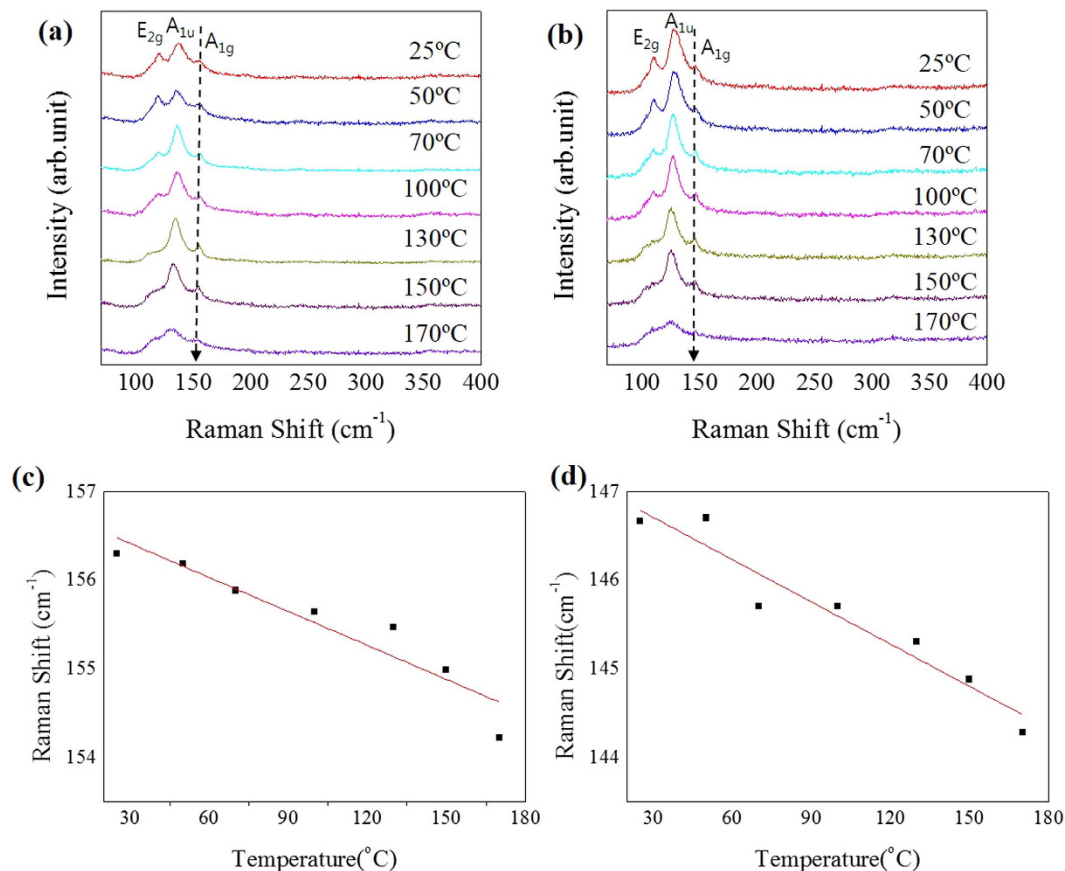 (a)
E2g A1u A1g
25ºC
50ºC
70ºC
100ºC
130ºC
150ºC
170ºC
Intensity (arb.unit)
100 150 200 250 300 350 400
Raman Shift (cm-1)
(b)
E2g A1u A1g
25ºC
50ºC
70ºC
100ºC
130ºC
150ºC
170ºC
Intensity (arb.unit)
100 150 200 250 300 350 400
Raman Shift (cm-1)
(c)
157
156
155
154
Raman Shift (cm-1)
30 60 90 120 150 180
Temperature(°C)
(d)
147
146
145
144
Raman Shift(cm-1)
30 60 90 120 150 180
Temperature(°C)